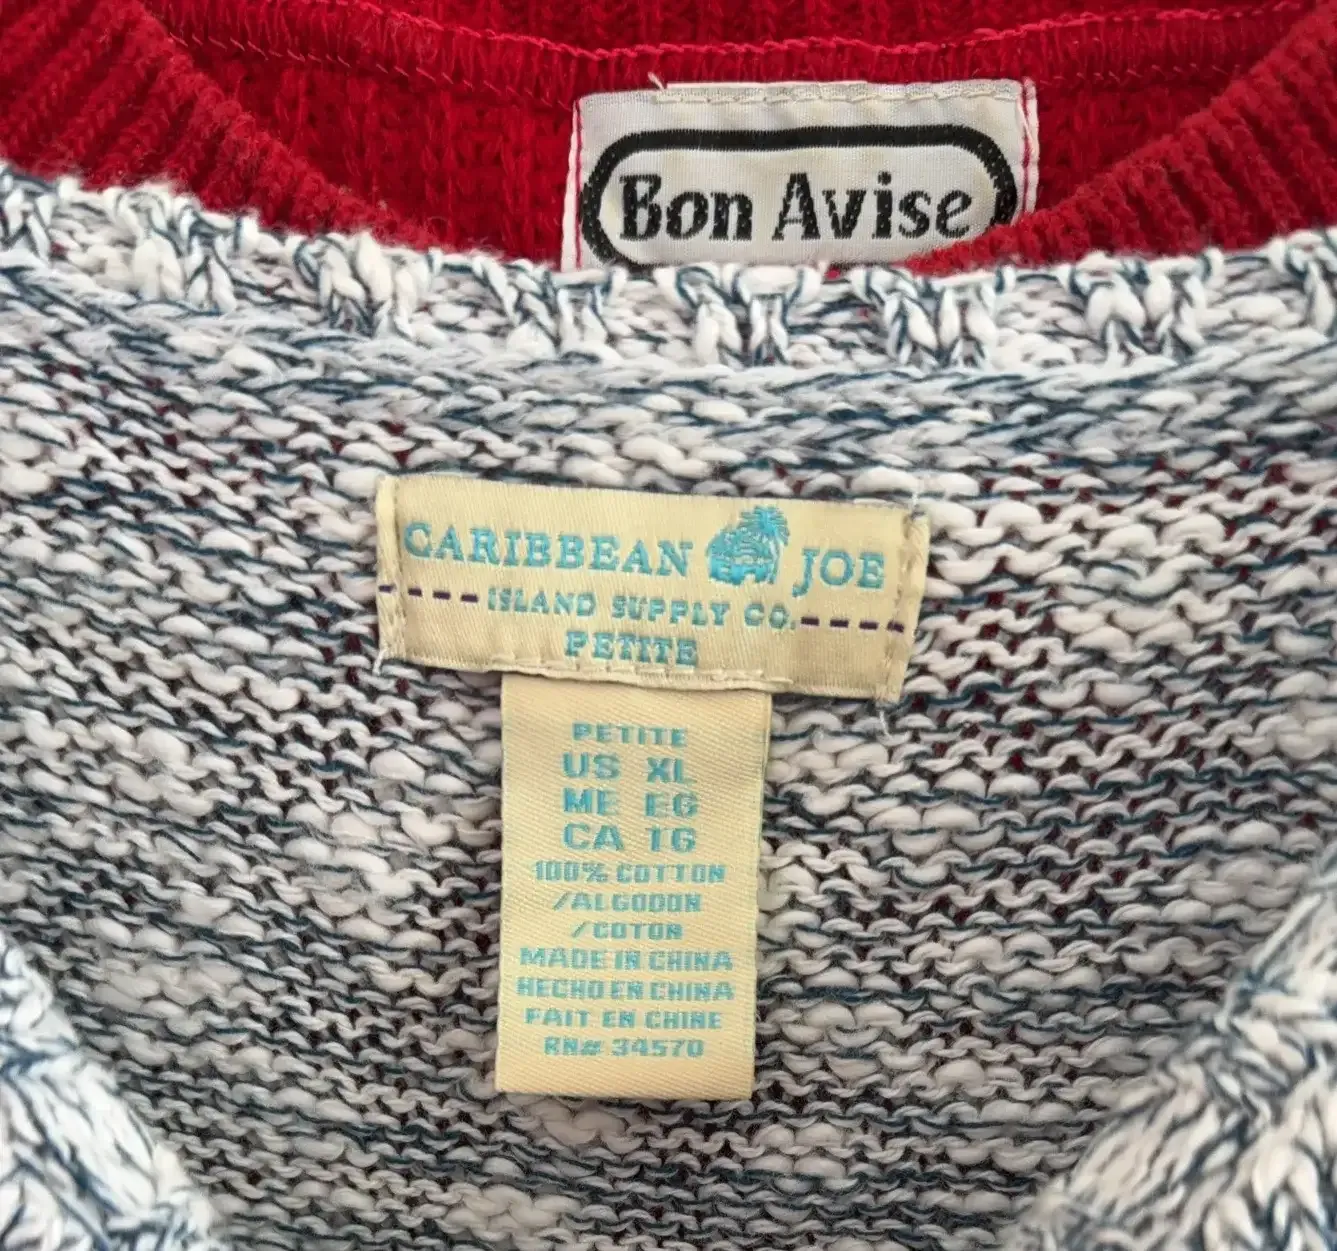 Bon Avise
CARIBBEAN JOE
ISLAND SUPPLY CO.
PETITE
PETITE
US XL
ME EG
CA TG
100% COTTON
/ALGODON
/COTON
MADE IN CHINA
HECHO EN CHINA
FAIT EN CHINE
RN# 34570